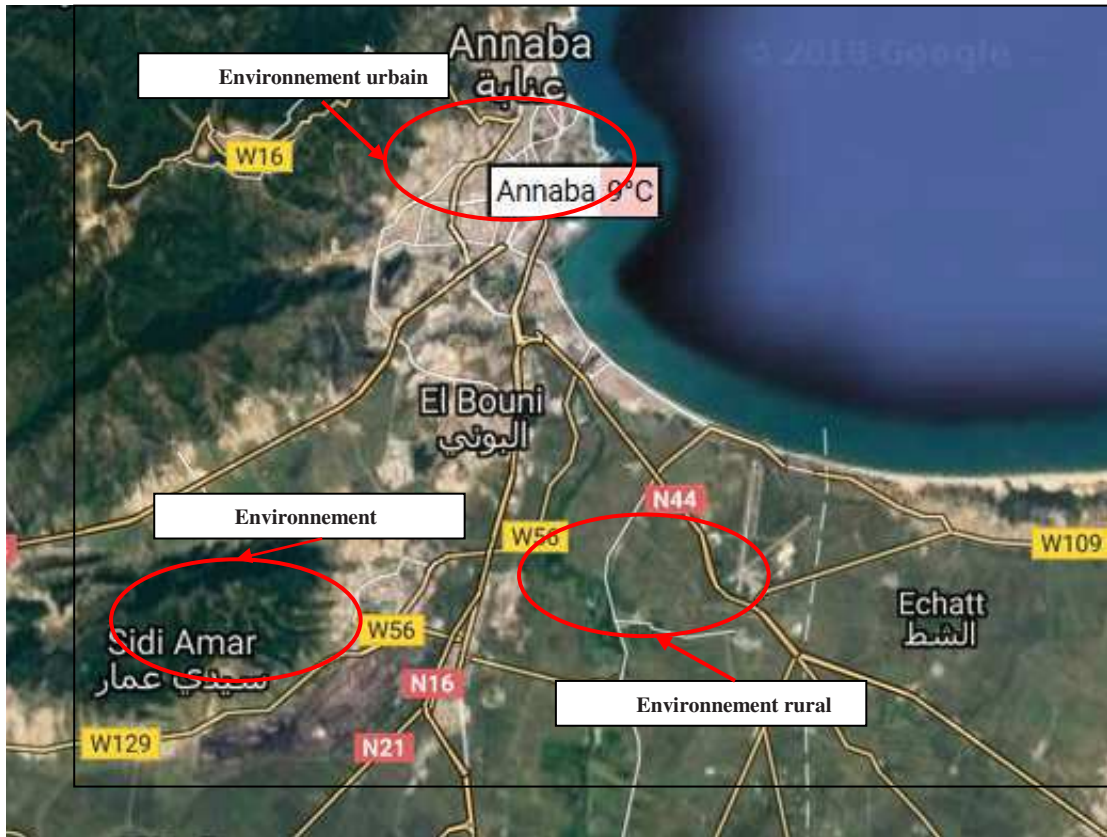 © 2018 Google
Annaba
عنابة
Environnement urbain
W16
Annaba 9°C
El Bouni
البوني
N44
Environnement
W56
W109
Echatt
الشط
W56
Sidi Amar
سيدي عمار
N16
Environnement rural
W129
N21